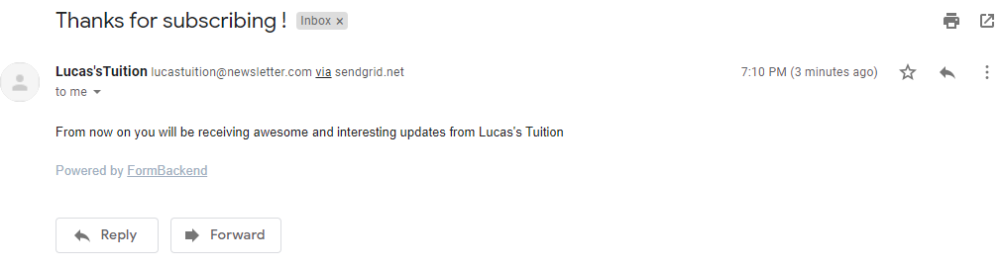 Thanks for subscribing ! Inbox ×
Lucas'sTuition lucastuition@newsletter.com via sendgrid.net 7:10 PM (3 minutes ago)
to me
From now on you will be receiving awesome and interesting updates from Lucas's Tuition
Powered by FormBackend
Reply Forward